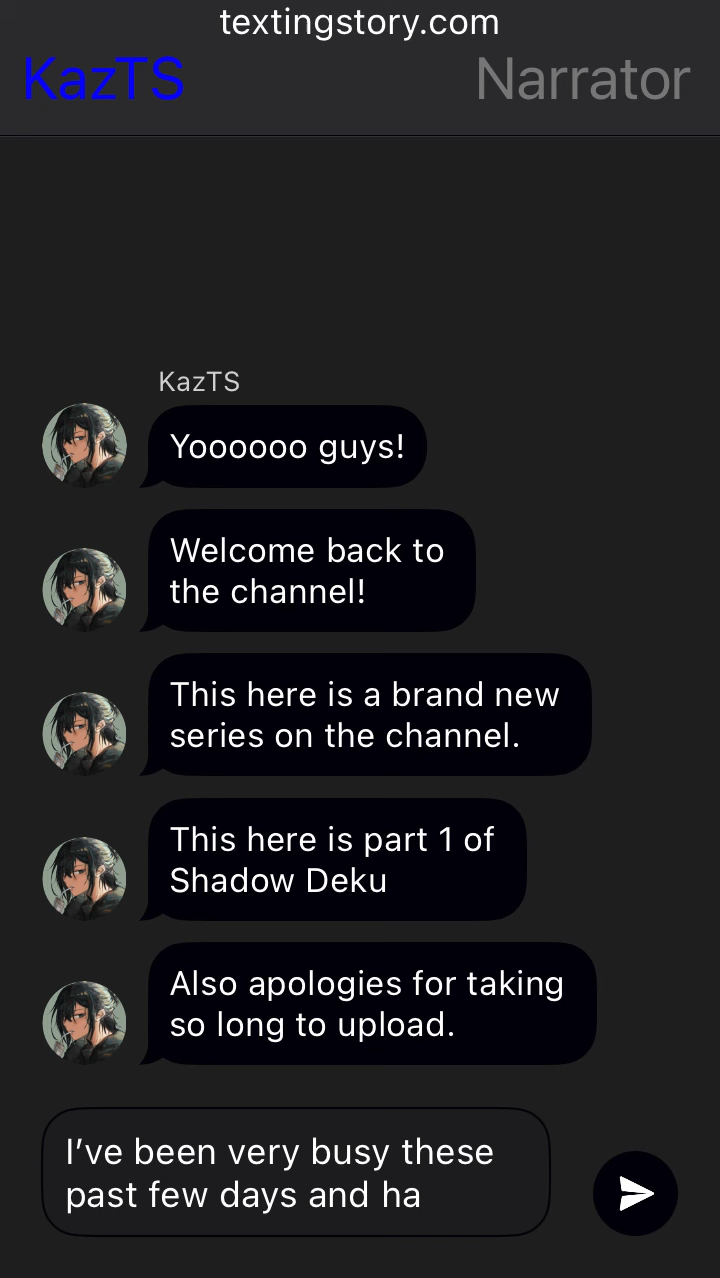 textingstory.com
KazTS
Narrator
KazTS
Yoooooo guys!
Welcome back to
the channel!
This here is a brand new
series on the channel.
This here is part 1 of
Shadow Deku
Also apologies for taking
so long to upload.
I’ve been very busy these
past few days and ha